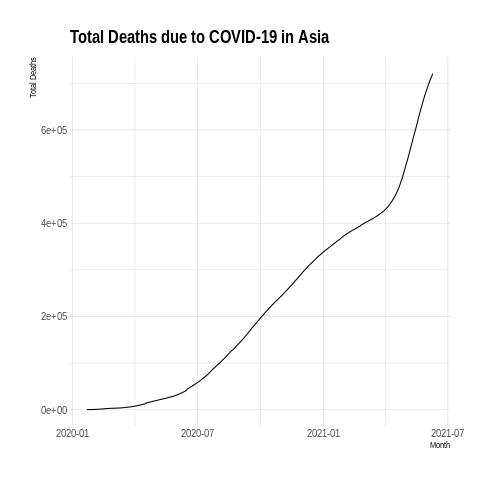 Total Deaths due to COVID-19 in Asia
Total Deaths
6e+05
4e+05
2e+05
0e+00
2020-01 2020-07 2021-01 2021-07
Month